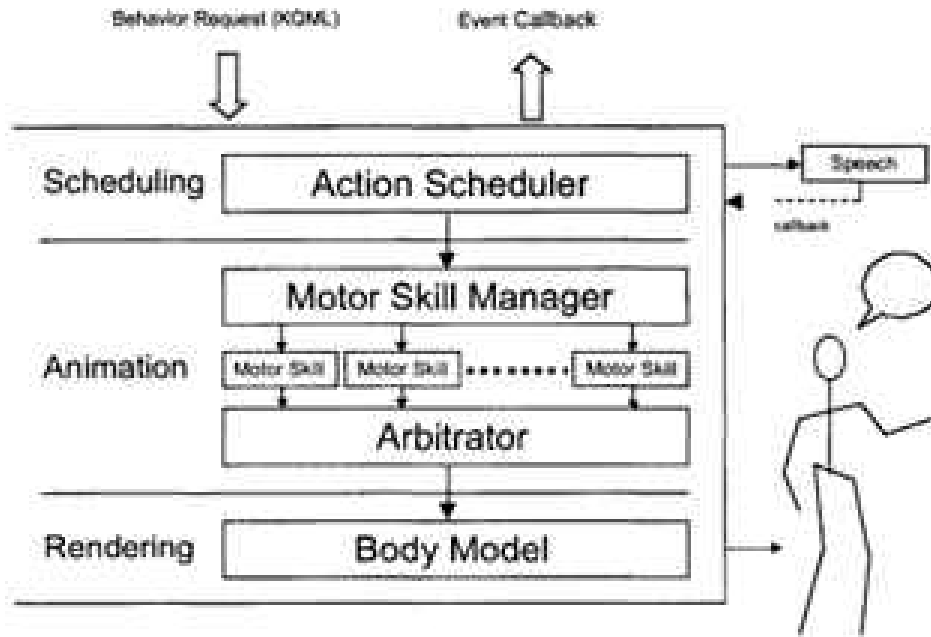 Behavior Request (KQML)
Event Callback
Scheduling
Action Scheduler
Speech
callback
Motor Skill Manager
Animation
Motor Skill
Motor Skill
Motor Skill
Arbitrator
Rendering
Body Model